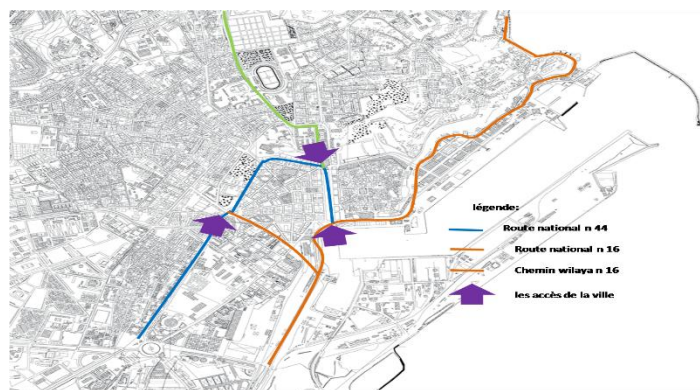 légende:
Route national n 44
Route national n 16
Chemin wilaya n 16
les accès de la ville